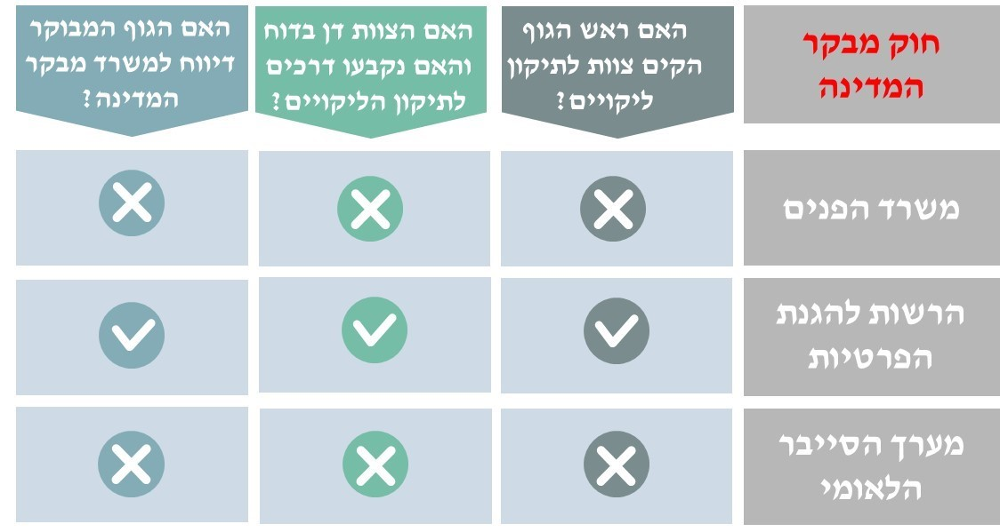 חוק מבקר
המדינה
האם ראש הגוף
הקים צוות לתיקון
ליקויים?
האם הצוות דן בדוח
והאם נקבעו דרכים
לתיקון הליקויים?
האם הגוף המבוקר
דיווח למשרד מבקר
המדינה?
משרד הפנים
הרשות להגנת
הפרטיות
מערך הסייבר
הלאומי